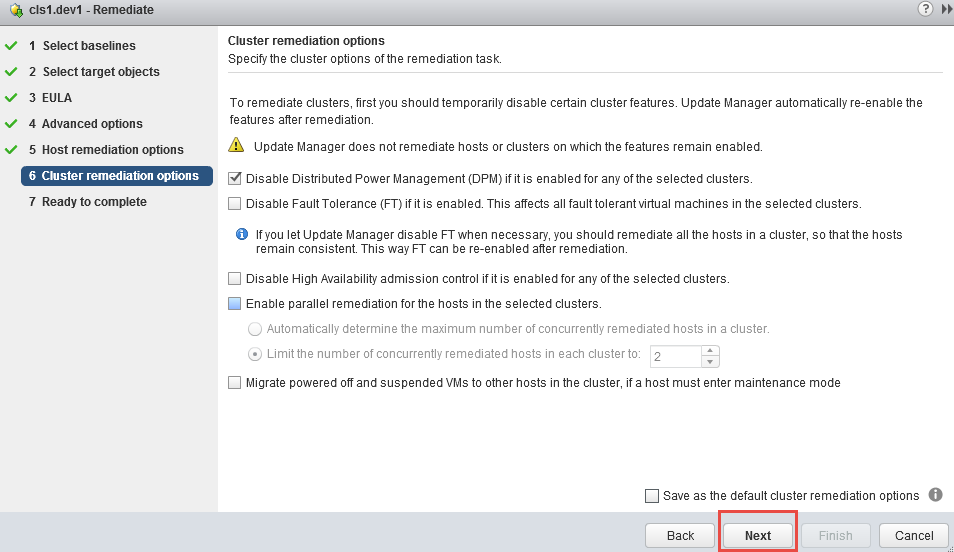 cls1.dev1 - Remediate
?
1 Select baselines
2 Select target objects
3 EULA
4 Advanced options
5 Host remediation options
6 Cluster remediation options
7 Ready to complete
Cluster remediation options
Specify the cluster options of the remediation task.
To remediate clusters, first you should temporarily disable certain cluster features. Update Manager automatically re-enable the
features after remediation.
Update Manager does not remediate hosts or clusters on which the features remain enabled.
Disable Distributed Power Management (DPM) if it is enabled for any of the selected clusters.
Disable Fault Tolerance (FT) if it is enabled. This affects all fault tolerant virtual machines in the selected clusters.
If you let Update Manager disable FT when necessary, you should remediate all the hosts in a cluster, so that the hosts
remain consistent. This way FT can be re-enabled after remediation.
Disable High Availability admission control if it is enabled for any of the selected clusters.
Enable parallel remediation for the hosts in the selected clusters.
Automatically determine the maximum number of concurrently remediated hosts in a cluster.
Limit the number of concurrently remediated hosts in each cluster to: 2
Migrate powered off and suspended VMs to other hosts in the cluster, if a host must enter maintenance mode
Save as the default cluster remediation options
Back Next Finish Cancel